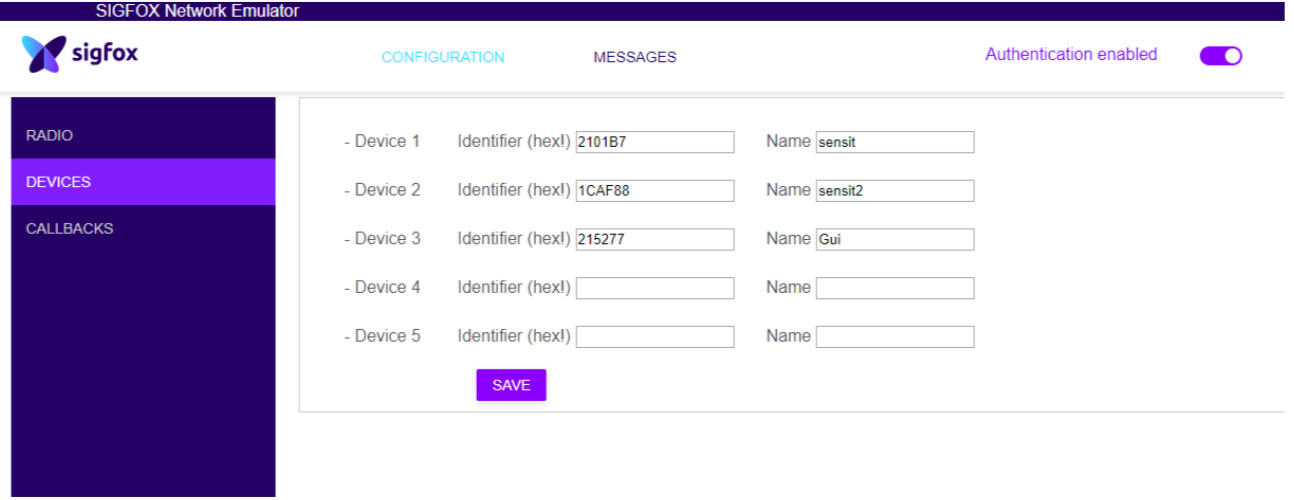 SIGFOX Network Emulator
sigfox
CONFIGURATION MESSAGES Authentication enabled
RADIO
DEVICES
CALLBACKS
- Device 1 Identifier (hex!) 2101B7 Name sensit
- Device 2 Identifier (hex!) 1CAF88 Name sensit2
- Device 3 Identifier (hex!) 215277 Name Gui
- Device 4 Identifier (hex!) Name
- Device 5 Identifier (hex!) Name
SAVE